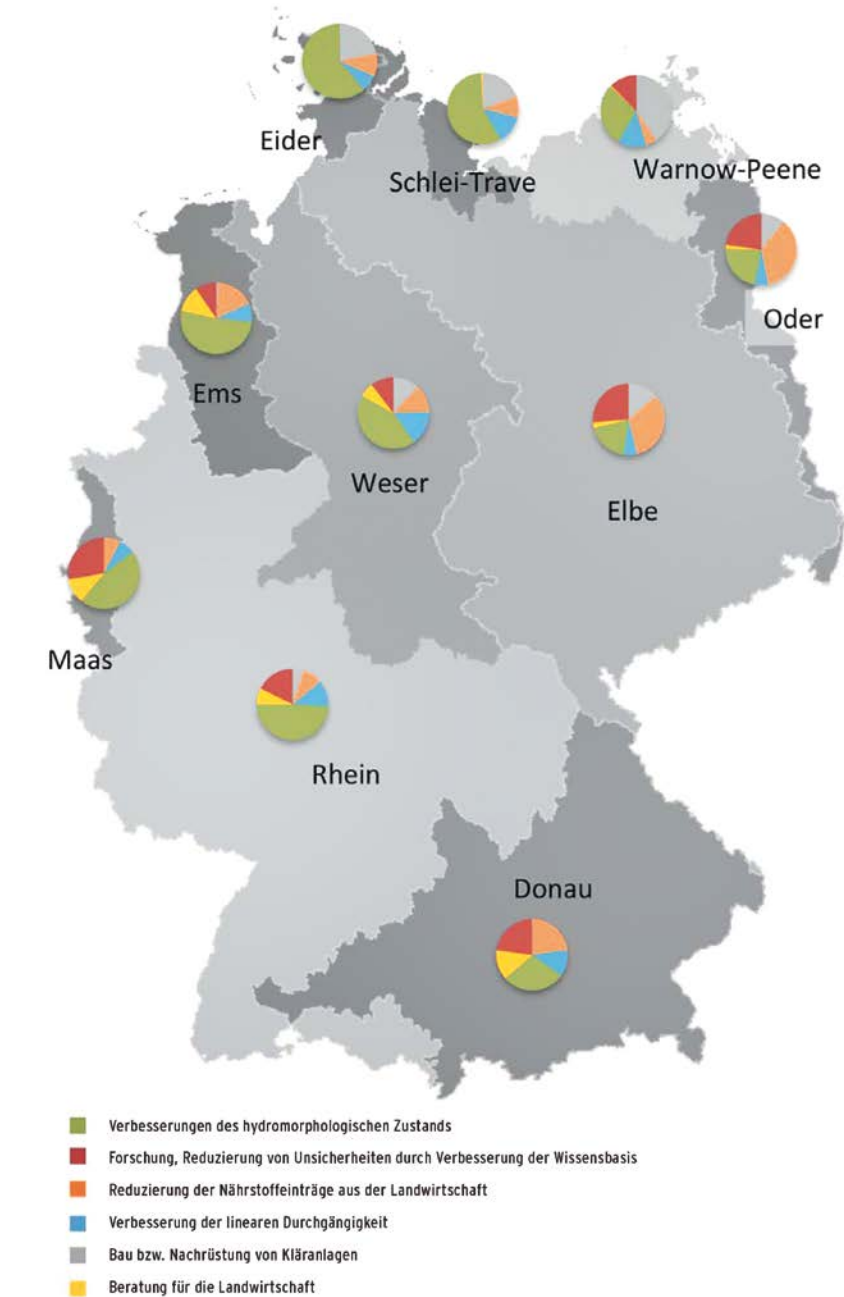 Eider
Schlei-Trave
Warnow-Peene
Oder
Ems
Weser
Elbe
Maas
Rhein
Donau
Verbesserungen des hydromorphologischen Zustands
Forschung, Reduzierung von Unsicherheiten durch Verbesserung der Wissensbasis
Reduzierung der Nährstoffeinträge aus der Landwirtschaft
Verbesserung der linearen Durchgängigkeit
Bau bzw. Nachrüstung von Kläranlagen
Beratung für die Landwirtschaft